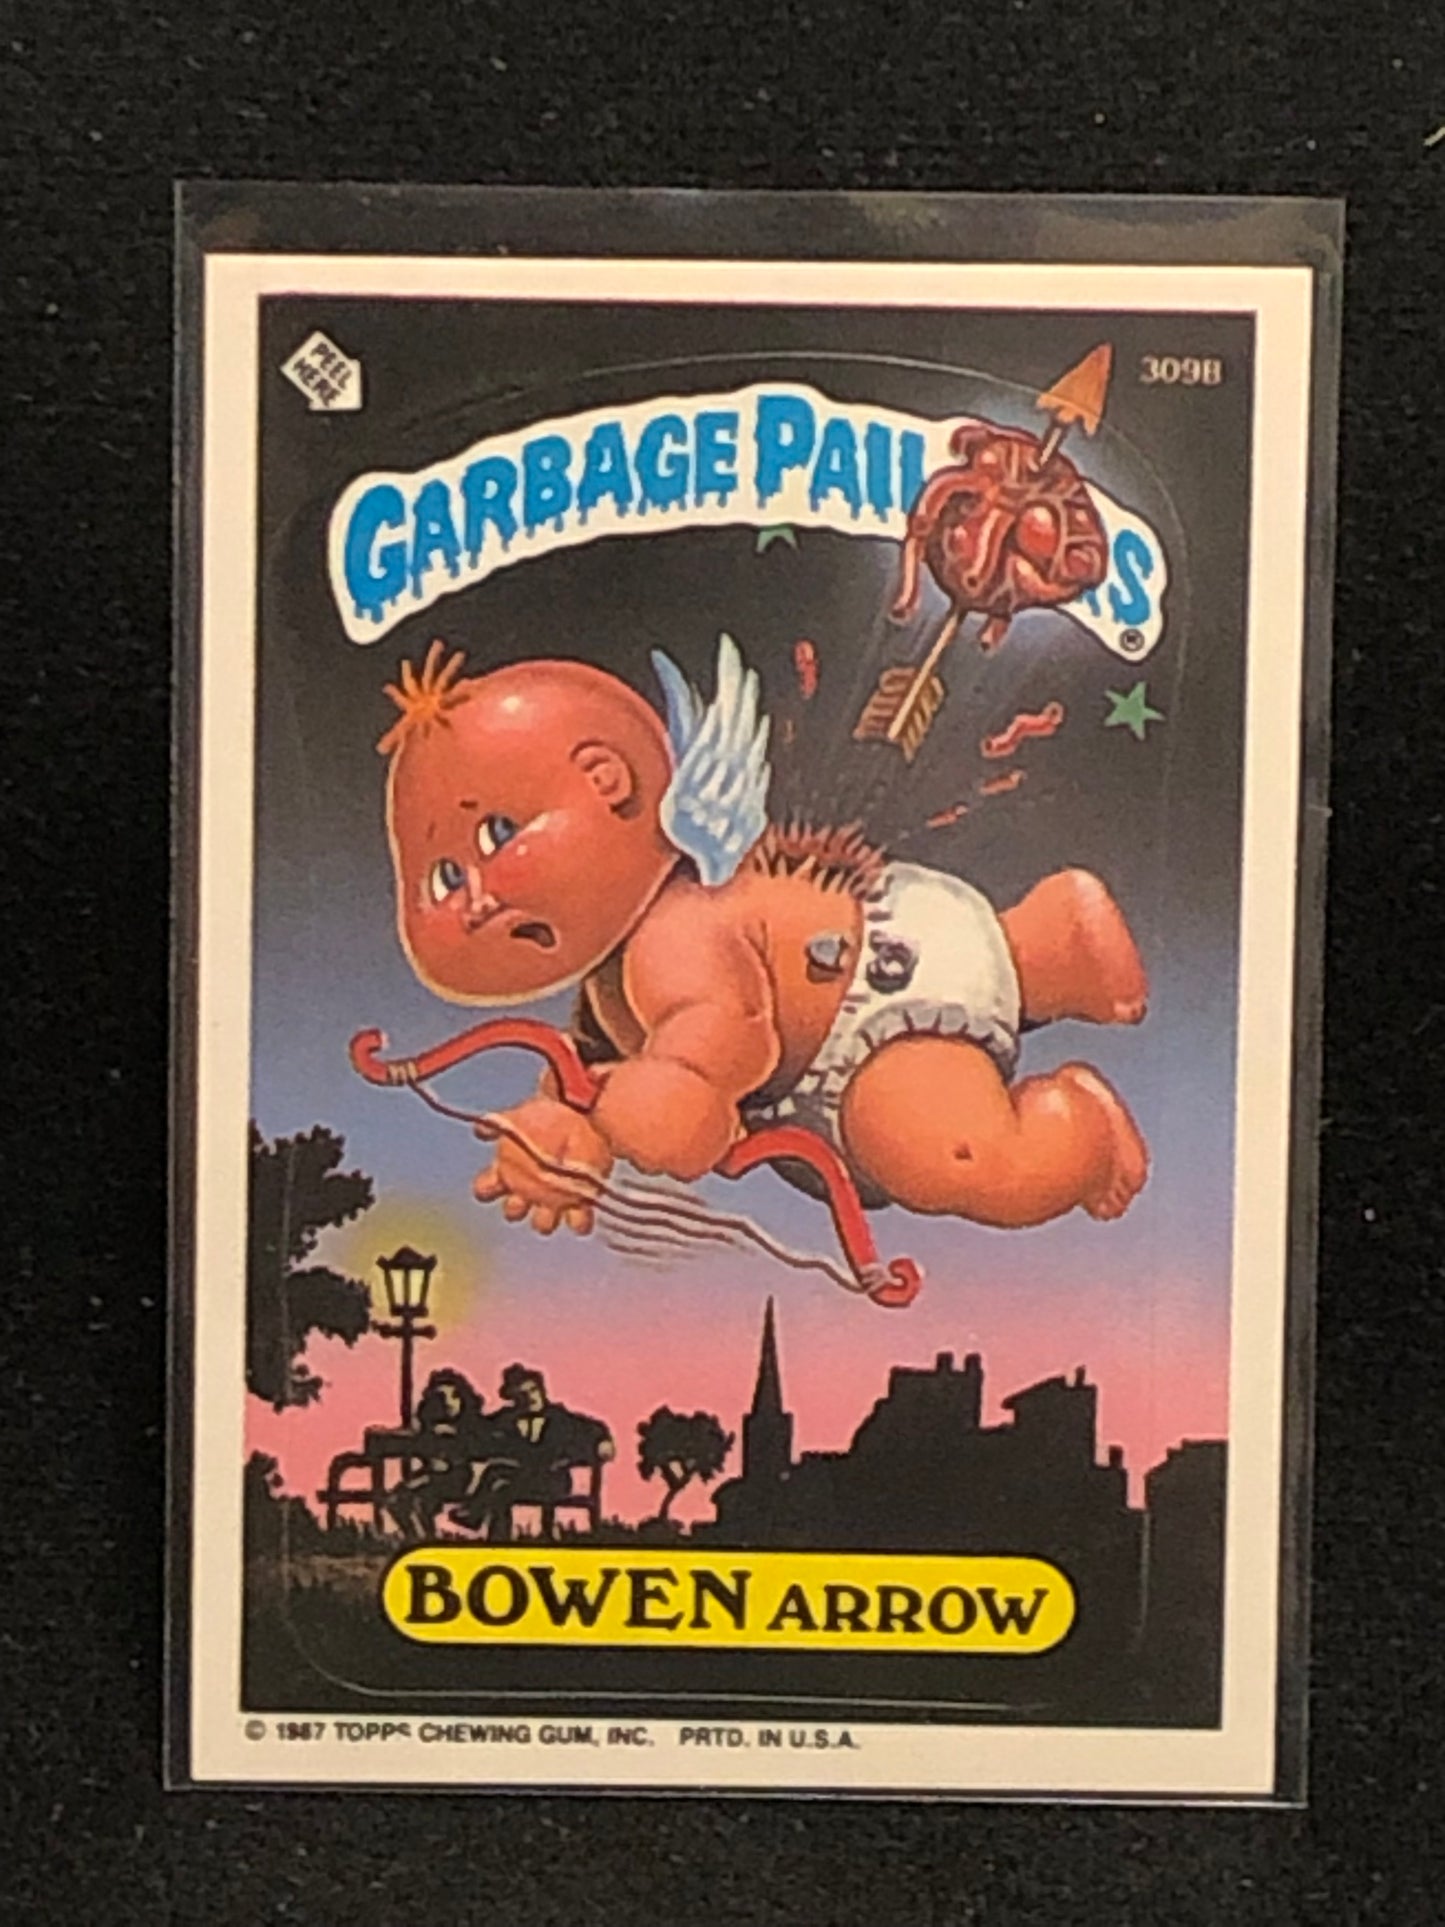 PEEL
HERE
309B
GARBAGE PAIL S
®
BOWEN ARROW
© 1987 TOPPS CHEWING GUM, INC. PRTD. IN U.S.A.